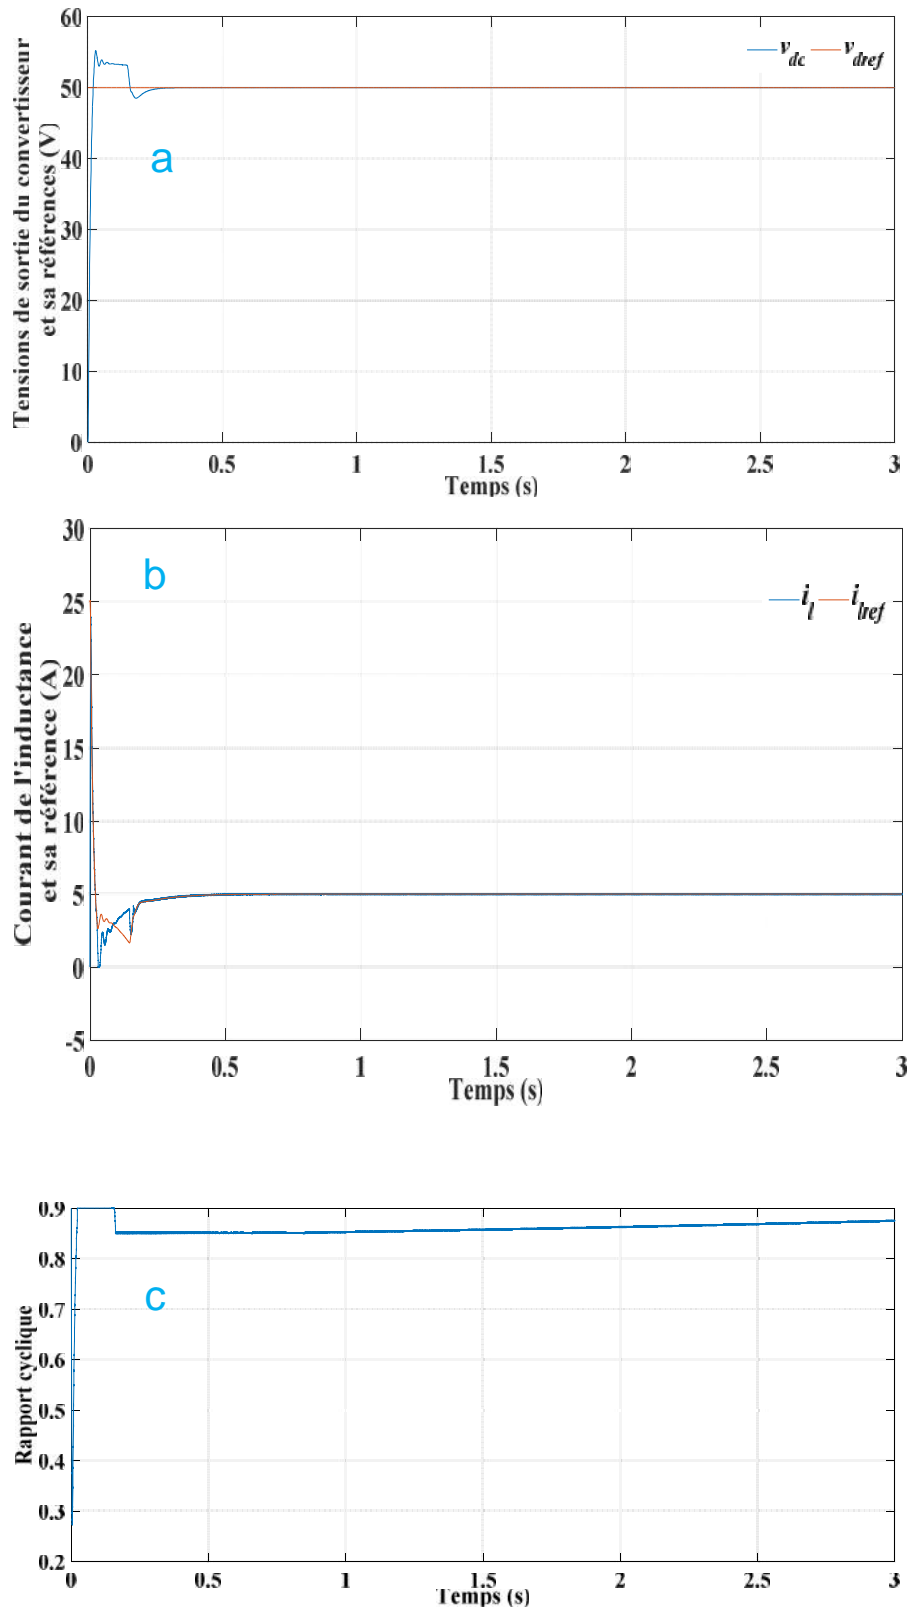 Tensions de sortie du convertisseur
et sa références (V)
60
50
40
30
20
10
0
v_dc v_dref
a
0 0.5 1 1.5 2 2.5 3
Temps (s)
Courant de l'inductance
et sa référence (A)
30
25
20
15
10
5
0
-5
b
i_l i_lref
0 0.5 1 1.5 2 2.5 3
Temps (s)
Rapport cyclique
0.9
0.8
0.7
0.6
0.5
0.4
0.3
0.2
c
0 0.5 1 1.5 2 2.5 3
Temps (s)